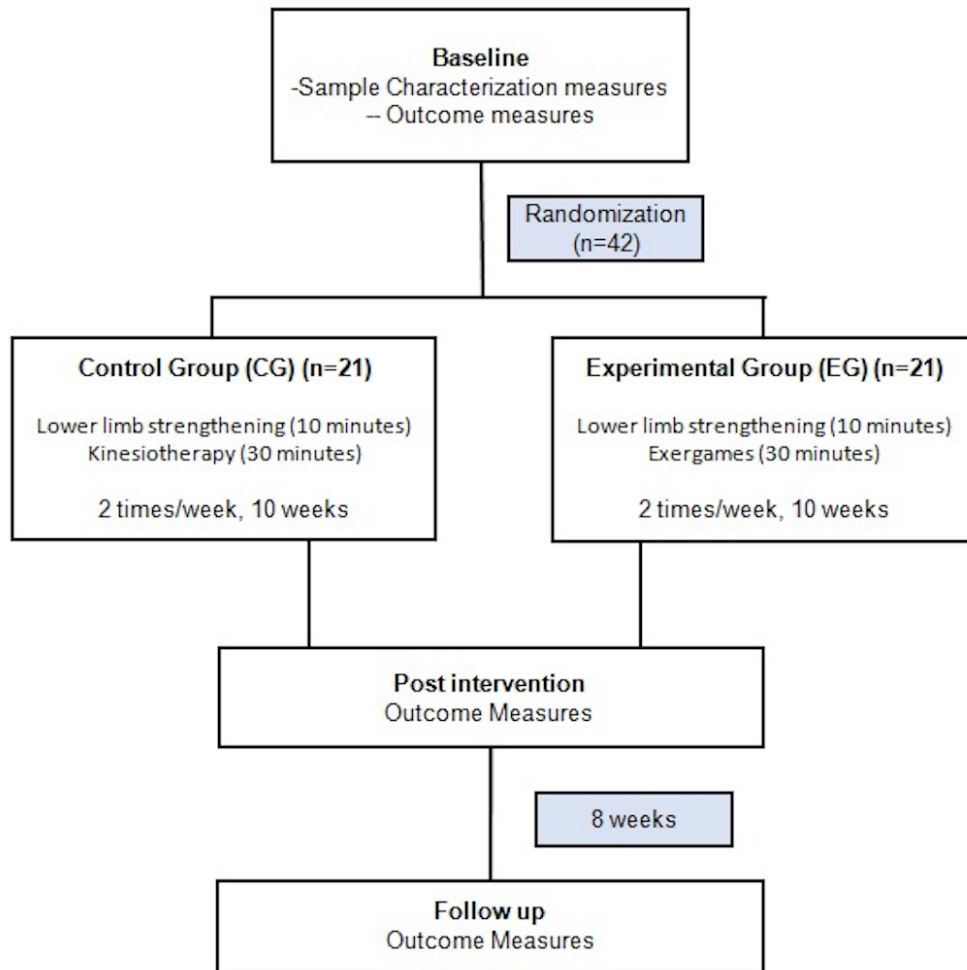 Baseline
-Sample Characterization measures
-- Outcome measures
Randomization
(n=42)
Control Group (CG) (n=21)
Lower limb strengthening (10 minutes)
Kinesiotherapy (30 minutes)
2 times/week, 10 weeks
Experimental Group (EG) (n=21)
Lower limb strengthening (10 minutes)
Exergames (30 minutes)
2 times/week, 10 weeks
Post intervention
Outcome Measures
8 weeks
Follow up
Outcome Measures